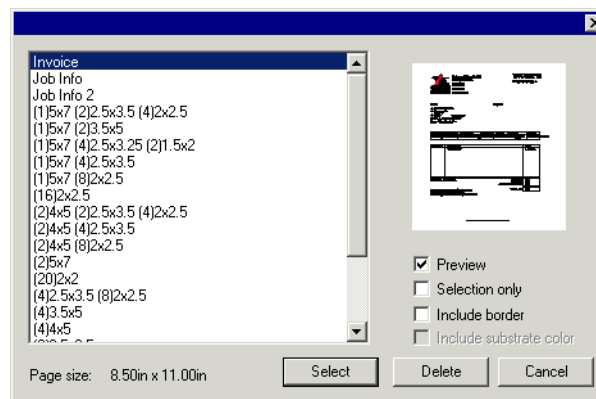 Invoice
Job Info
Job Info 2
(1)5x7 (2)2.5x3.5 (4)2x2.5
(1)5x7 (2)3.5x5
(1)5x7 (4)2.5x3.25 (2)1.5x2
(1)5x7 (4)2.5x3.5
(1)5x7 (8)2x2.5
(16)2x2.5
(2)4x5 (2)2.5x3.5 (4)2x2.5
(2)4x5 (4)2.5x3.5
(2)4x5 (8)2x2.5
(2)5x7
(20)2x2
(4)2.5x3.5 (8)2x2.5
(4)3.5x5
(4)4x5
Preview
Selection only
Include border
Include substrate color
Page size: 8.50in x 11.00in
Select
Delete
Cancel